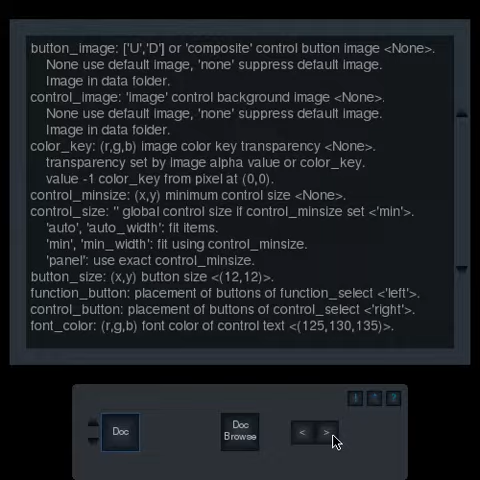 button_image: ['U','D'] or 'composite' control button image <None>.
None use default image, 'none' suppress default image.
Image in data folder.
control_image: 'image' control background image <None>.
None use default image, 'none' suppress default image.
Image in data folder.
color_key: (r,g,b) image color key transparency <None>.
transparency set by image alpha value or color_key.
value -1 color_key from pixel at (0,0).
control_minsize: (x,y) minimum control size <None>.
control_size: '' global control size if control_minsize set <'min'>.
'auto', 'auto_width': fit items.
'min', 'min_width': fit using control_minsize.
'panel': use exact control_minsize.
button_size: (x,y) button size <(12,12)>.
function_button: placement of buttons of function_select <'left'>.
control_button: placement of buttons of control_select <'right'>.
font_color: (r,g,b) font color of control text <(125,130,135)>.
Doc
Doc
Browse
< >